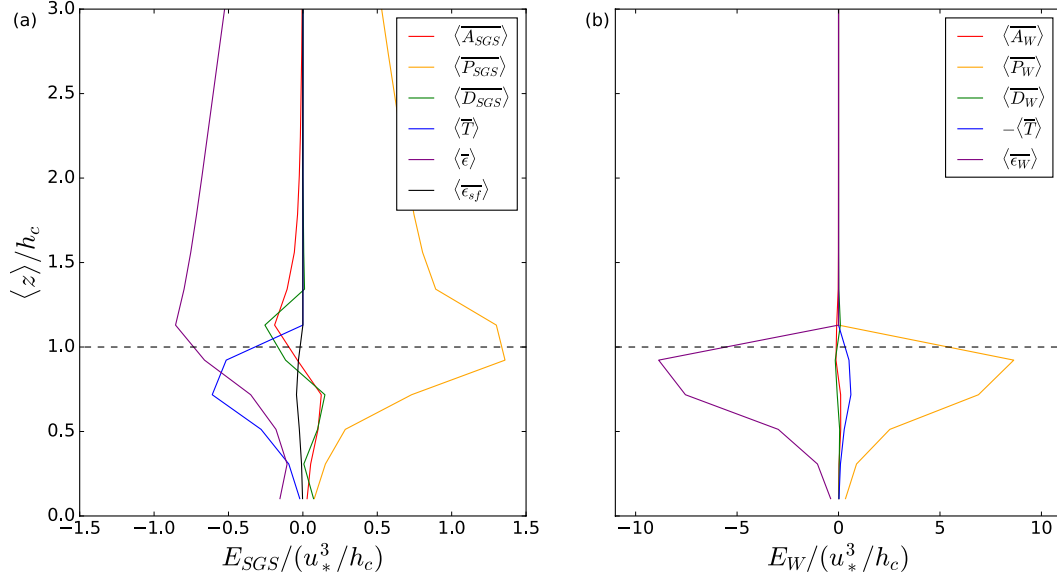 (a)
3.0
2.5
2.0
1.5
1.0
0.5
0.0
⟨z⟩/h_c
⟨\overline{A_{SGS}}⟩
⟨\overline{P_{SGS}}⟩
⟨\overline{D_{SGS}}⟩
⟨\overline{T}⟩
⟨\overline{ϵ}⟩
⟨\overline{ϵ_{sf}}⟩
−1.5 −1.0 −0.5 0.0 0.5 1.0 1.5
E_{SGS}/(u_*^3/h_c)
(b)
⟨\overline{A_W}⟩
⟨\overline{P_W}⟩
⟨\overline{D_W}⟩
−⟨\overline{T}⟩
⟨\overline{ϵ_W}⟩
−10 −5 0 5 10
E_W/(u_*^3/h_c)